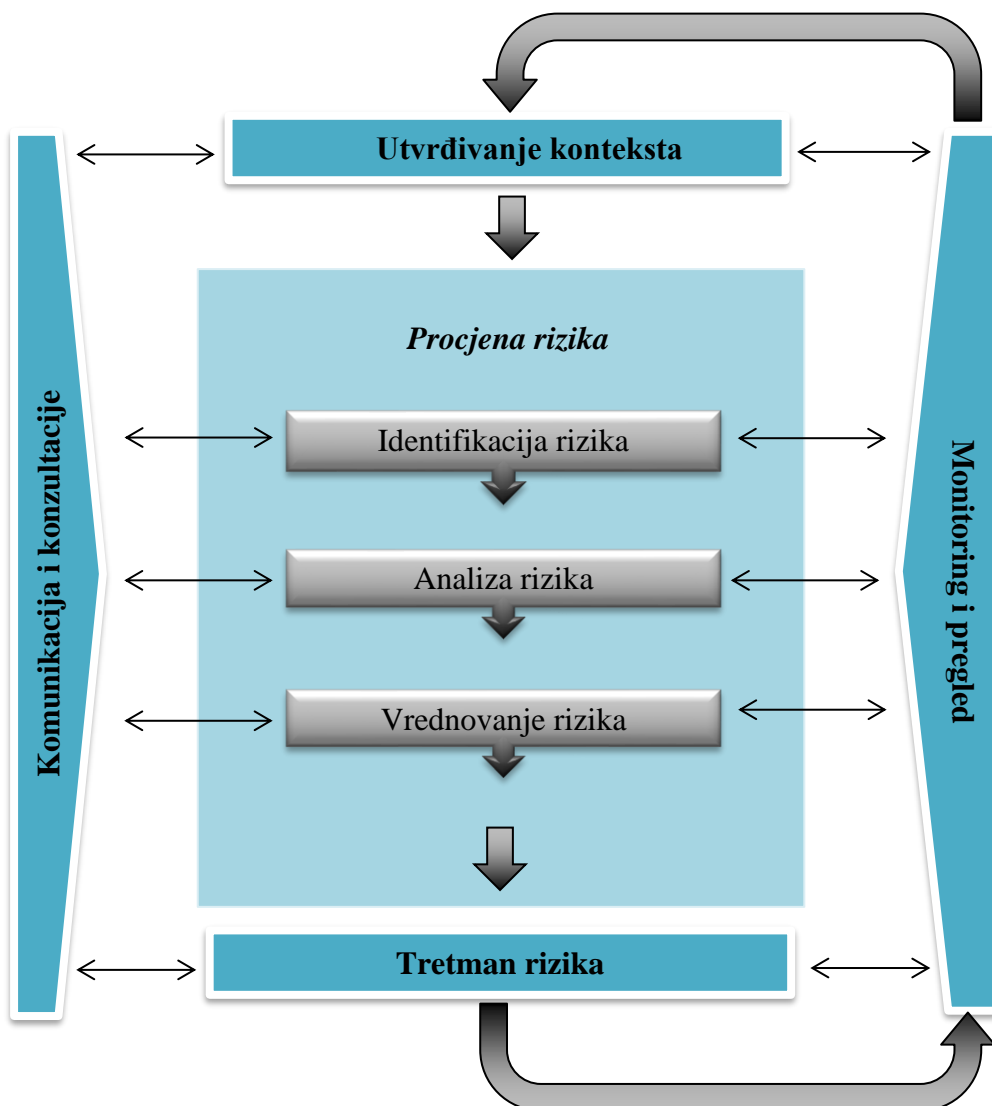 Utvrđivanje konteksta
Procjena rizika
Identifikacija rizika
Analiza rizika
Vrednovanje rizika
Tretman rizika
Komunikacija i konzultacije
Monitoring i pregled